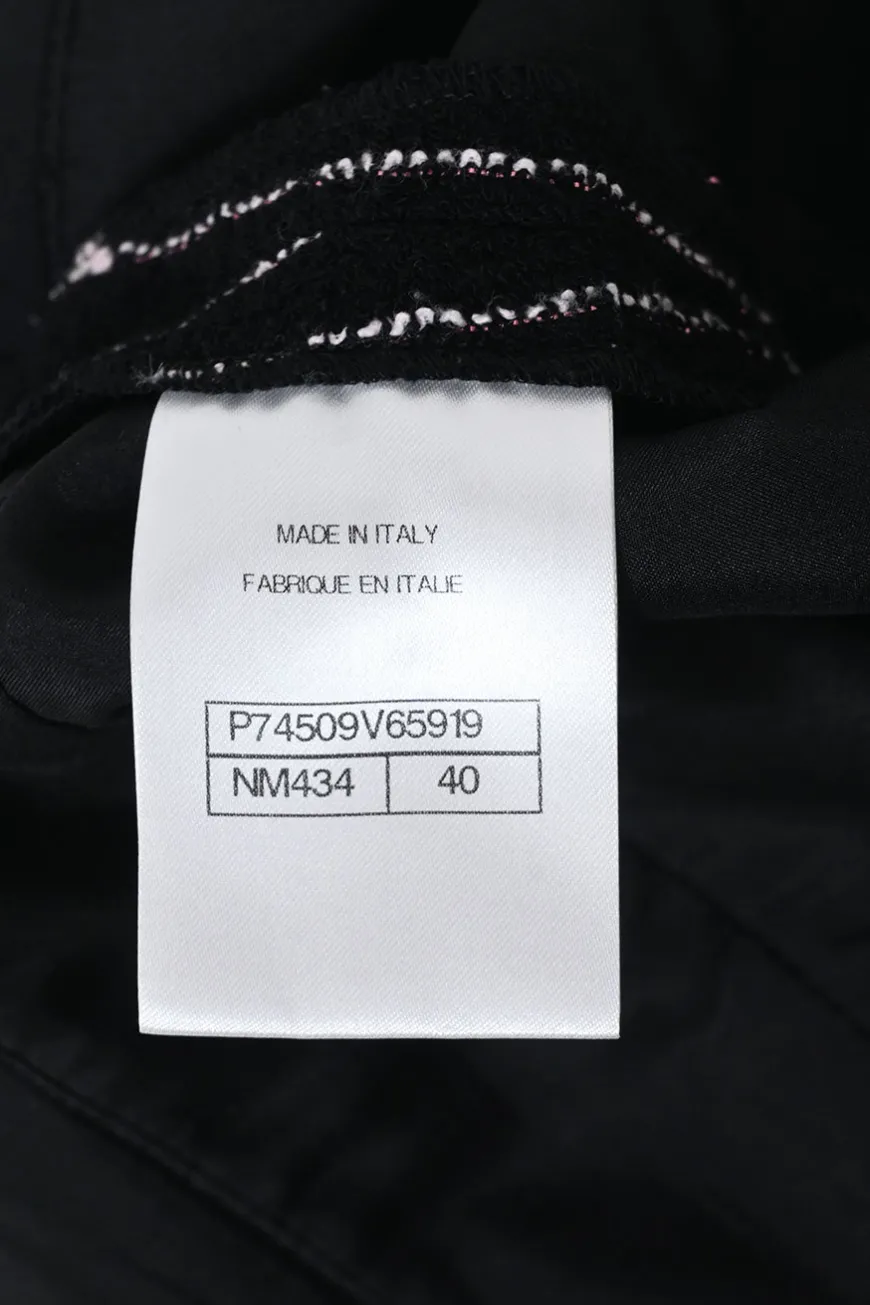 MADE IN ITALY
FABRIQUE EN ITALIE
P74509V65919
NM434 40